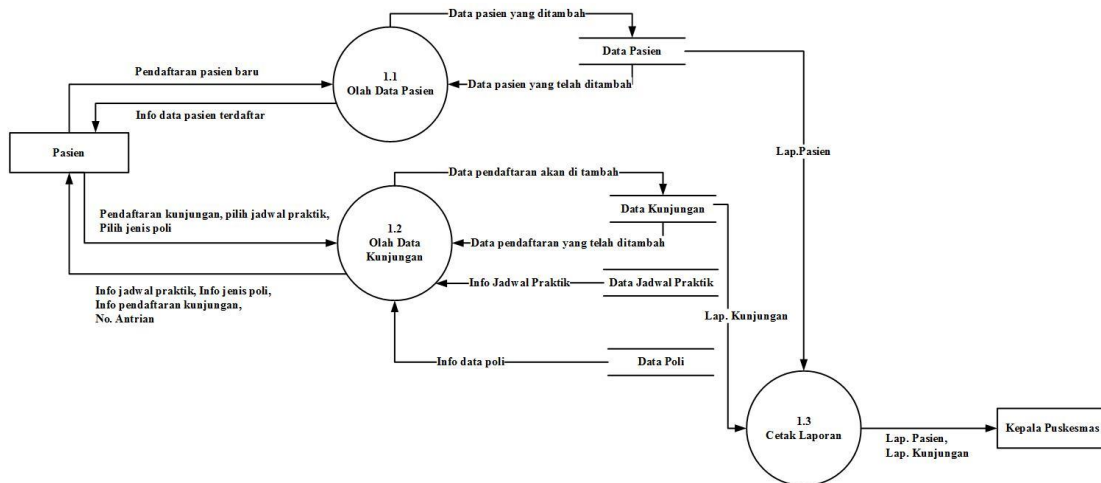 Data pasien yang ditambah
Data Pasien
Pendaftaran pasien baru
1.1
Olah Data Pasien
Data pasien yang telah ditambah
Info data pasien terdaftar
Pasien
Lap.Pasien
Data pendaftaran akan di tambah
Pendaftaran kunjungan, pilih jadwal praktik,
Pilih jenis poli
1.2
Olah Data
Kunjungan
Data Kunjungan
Data pendaftaran yang telah ditambah
Info Jadwal Praktik
Data Jadwal Praktik
Info jadwal praktik, Info jenis poli,
Info pendaftaran kunjungan,
No. Antrian
Lap. Kunjungan
Info data poli
Data Poli
1.3
Cetak Laporan
Lap. Pasien,
Lap. Kunjungan
Kepala Puskesmas